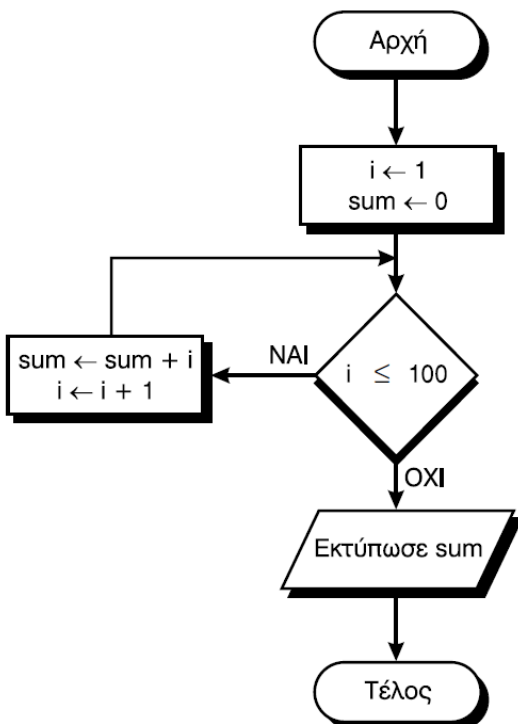 Αρχή
i ← 1
sum ← 0
ΝΑΙ
i ≤ 100
sum ← sum + i
i ← i + 1
ΟΧΙ
Εκτύπωσε sum
Τέλος